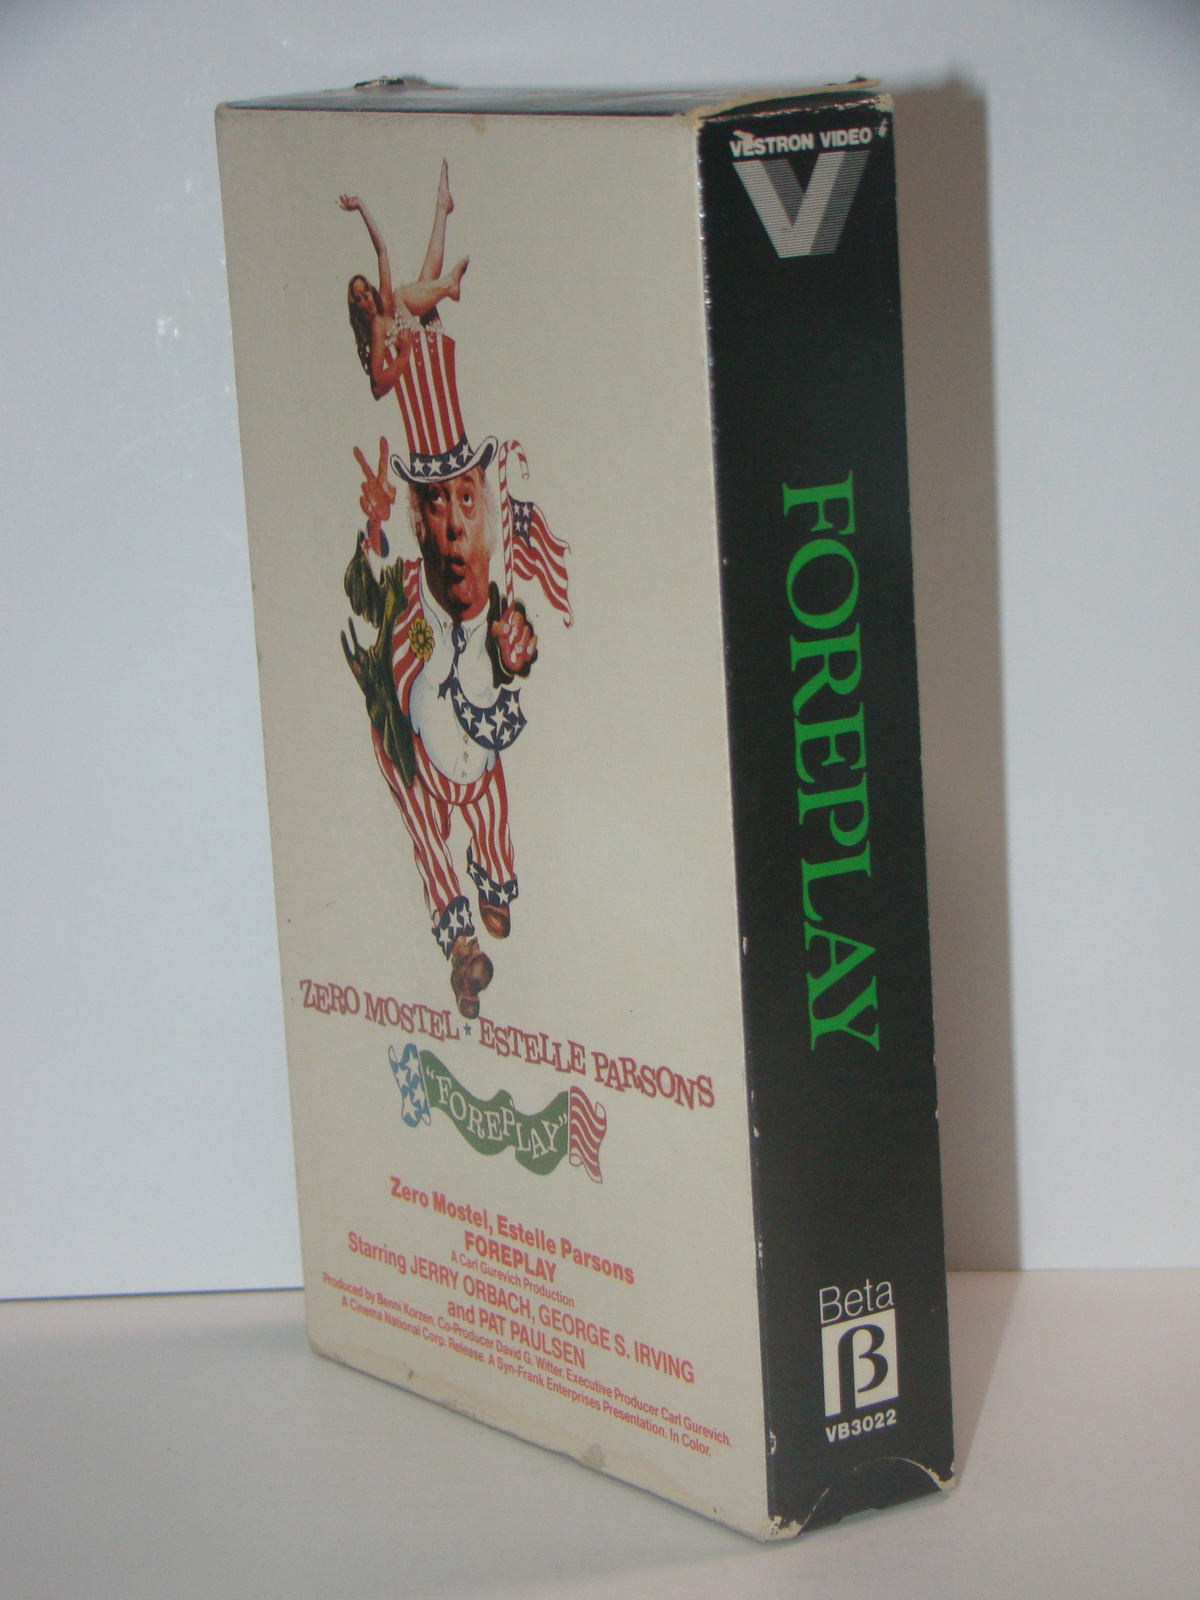 ZERO MOSTEL ★ ESTELLE PARSONS
"FOREPLAY"
Zero Mostel, Estelle Parsons
FOREPLAY
A Carl Gurevich Production
Starring JERRY ORBACH, GEORGE S. IRVING
and PAT PAULSEN
Produced by Benni Korzen. Co-Producer David G. Witter. Executive Producer Carl Gurevich.
A Cinema National Corp. Release. A Syn-Frank Enterprises Presentation. In Color.
VESTRON VIDEO
V
FOREPLAY
Beta
β
VB3022